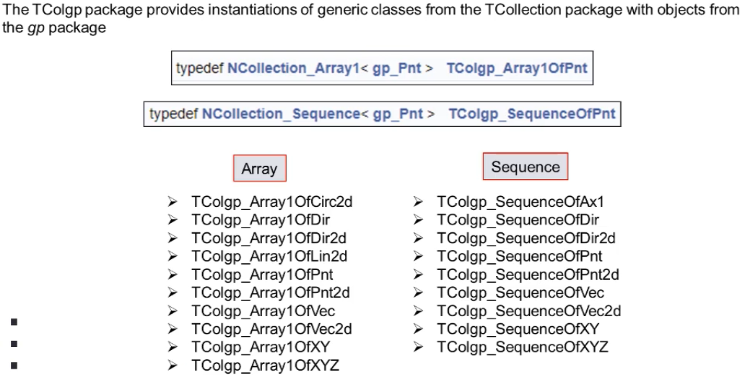 The TColgp package provides instantiations of generic classes from the TCollection package with objects from
the gp package
typedef NCollection_Array1< gp_Pnt > TColgp_Array1OfPnt
typedef NCollection_Sequence< gp_Pnt > TColgp_SequenceOfPnt
Array
TColgp_Array1OfCirc2d
TColgp_Array1OfDir
TColgp_Array1OfDir2d
TColgp_Array1OfLin2d
TColgp_Array1OfPnt
TColgp_Array1OfPnt2d
TColgp_Array1OfVec
TColgp_Array1OfVec2d
TColgp_Array1OfXY
TColgp_Array1OfXYZ
Sequence
TColgp_SequenceOfAx1
TColgp_SequenceOfDir
TColgp_SequenceOfDir2d
TColgp_SequenceOfPnt
TColgp_SequenceOfPnt2d
TColgp_SequenceOfVec
TColgp_SequenceOfVec2d
TColgp_SequenceOfXY
TColgp_SequenceOfXYZ